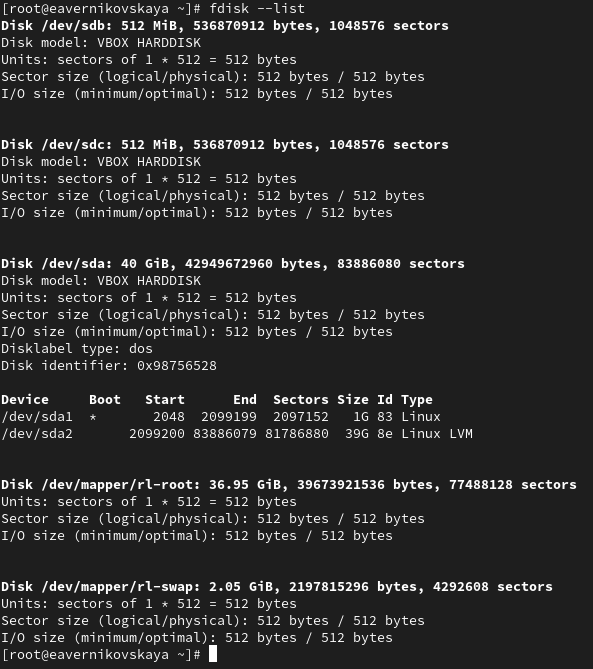 [root@eavernikovskaya ~]# fdisk --list
Disk /dev/sdb: 512 MiB, 536870912 bytes, 1048576 sectors
Disk model: VBOX HARDDISK
Units: sectors of 1 * 512 = 512 bytes
Sector size (logical/physical): 512 bytes / 512 bytes
I/O size (minimum/optimal): 512 bytes / 512 bytes
Disk /dev/sdc: 512 MiB, 536870912 bytes, 1048576 sectors
Disk model: VBOX HARDDISK
Units: sectors of 1 * 512 = 512 bytes
Sector size (logical/physical): 512 bytes / 512 bytes
I/O size (minimum/optimal): 512 bytes / 512 bytes
Disk /dev/sda: 40 GiB, 42949672960 bytes, 83886080 sectors
Disk model: VBOX HARDDISK
Units: sectors of 1 * 512 = 512 bytes
Sector size (logical/physical): 512 bytes / 512 bytes
I/O size (minimum/optimal): 512 bytes / 512 bytes
Disklabel type: dos
Disk identifier: 0x98756528
Device     Boot   Start      End  Sectors Size Id Type
/dev/sda1  *       2048  2099199  2097152   1G 83 Linux
/dev/sda2       2099200 83886079 81786880  39G 8e Linux LVM
Disk /dev/mapper/rl-root: 36.95 GiB, 39673921536 bytes, 77488128 sectors
Units: sectors of 1 * 512 = 512 bytes
Sector size (logical/physical): 512 bytes / 512 bytes
I/O size (minimum/optimal): 512 bytes / 512 bytes
Disk /dev/mapper/rl-swap: 2.05 GiB, 2197815296 bytes, 4292608 sectors
Units: sectors of 1 * 512 = 512 bytes
Sector size (logical/physical): 512 bytes / 512 bytes
I/O size (minimum/optimal): 512 bytes / 512 bytes
[root@eavernikovskaya ~]#